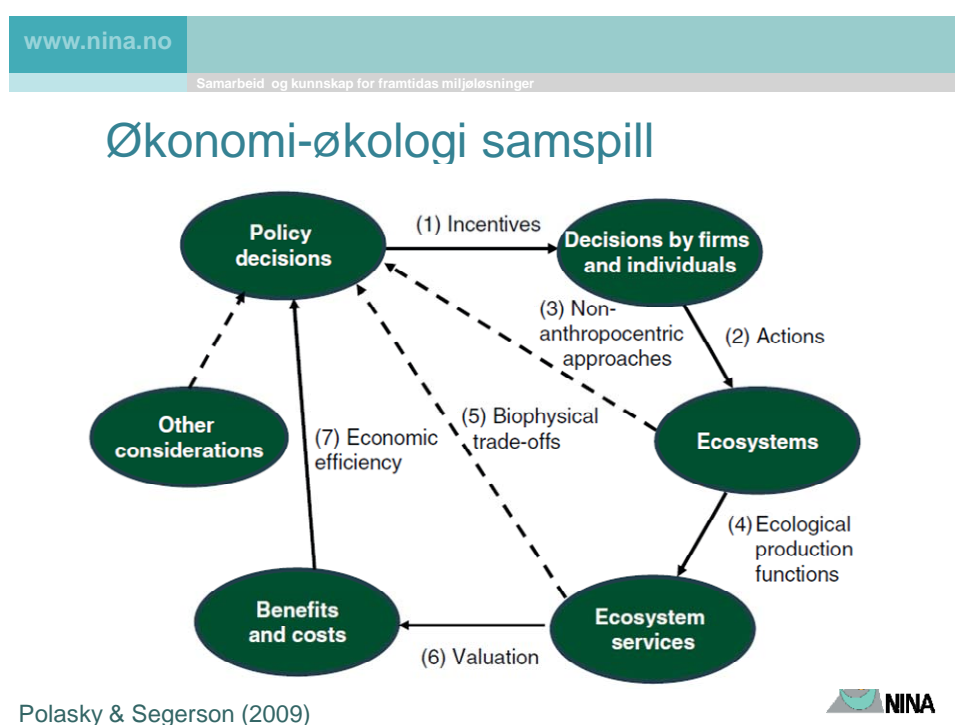 www.nina.no
Samarbeid og kunnskap for framtidas miljøløsninger
Økonomi-økologi samspill
Policy
decisions
(1) Incentives
Decisions by firms
and individuals
(3) Non-
anthropocentric
approaches
(2) Actions
Other
considerations
(7) Economic
efficiency
(5) Biophysical
trade-offs
Ecosystems
(4) Ecological
production
functions
Benefits
and costs
(6) Valuation
Ecosystem
services
Polasky & Segerson (2009)
NINA